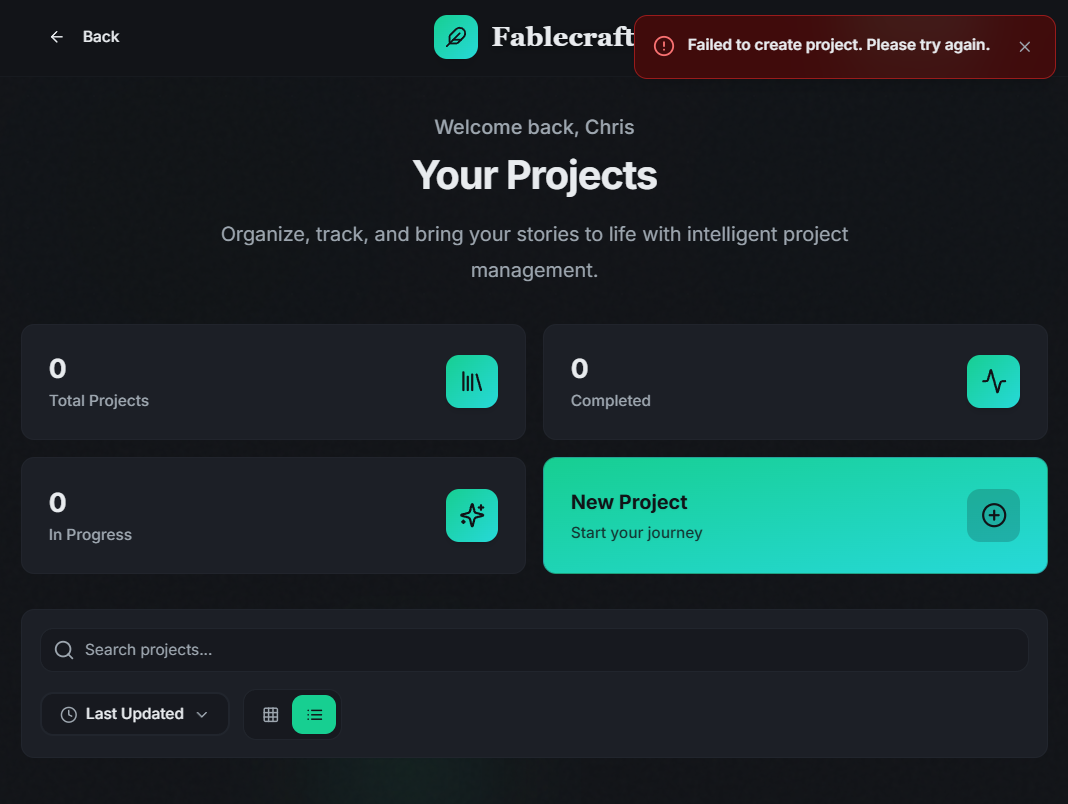 Back
Fablecraft
Failed to create project. Please try again.
Welcome back, Chris
Your Projects
Organize, track, and bring your stories to life with intelligent project
management.
0
Total Projects
0
Completed
0
In Progress
New Project
Start your journey
Search projects...
Last Updated